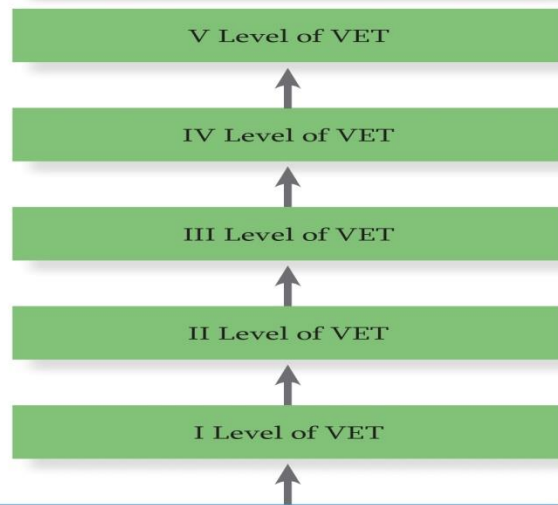 V Level of VET
IV Level of VET
III Level of VET
II Level of VET
I Level of VET